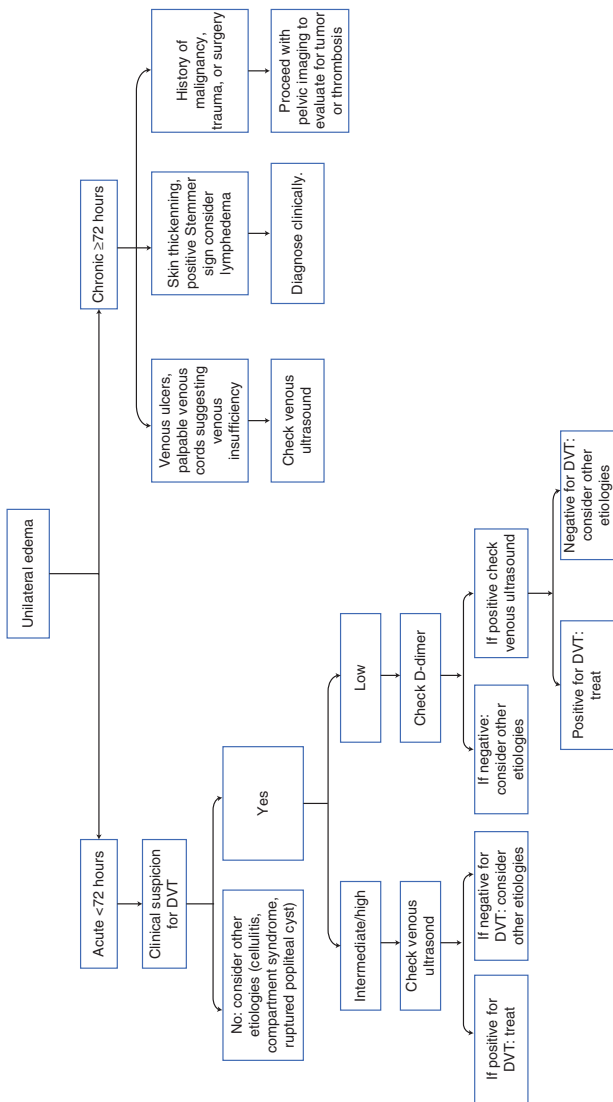 Unilateral edema
Acute <72 hours
Chronic ≥72 hours
Clinical suspicion
for DVT
No: consider other
etiologies (cellulitis,
compartment syndrome,
ruptured popliteal cyst)
Yes
Intermediate/high
Low
Check venous
ultrasond
Check D-dimer
If positive for
DVT: treat
If negative for
DVT: consider
other etiologies
If negative:
consider other
etiologies
If positive check
venous ultrasound
Positive for DVT:
treat
Negative for DVT:
consider other
etiologies
Venous ulcers,
palpable venous
cords suggesting
venous
insufficiency
Check venous
ultrasound
Skin thickenning,
positive Stemmer
sign consider
lymphedema
Diagnose clinically.
History of
malignancy,
trauma, or surgery
Proceed with
pelvic imaging to
evaluate for tumor
or thrombosis